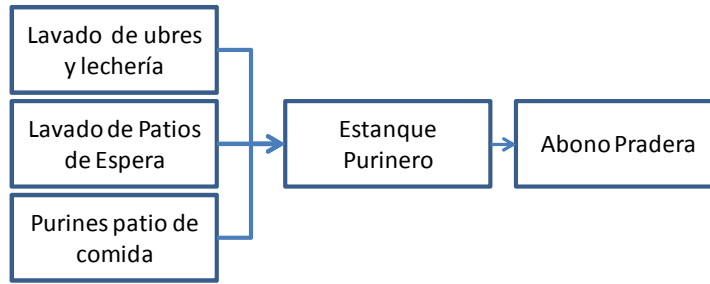 Lavado de ubres
y lechería
Lavado de Patios
de Espera
Purines patio de
comida
Estanque
Purinero
Abono Pradera